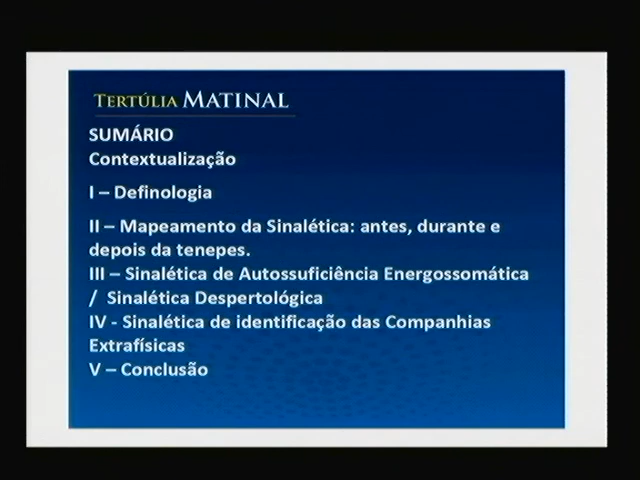 TERTÚLIA MATINAL
SUMÁRIO
Contextualização
I – Definologia
II – Mapeamento da Sinalética: antes, durante e
depois da tenepes.
III – Sinalética de Autossuficiência Energossomática
/ Sinalética Despertológica
IV - Sinalética de identificação das Companhias
Extrafísicas
V – Conclusão